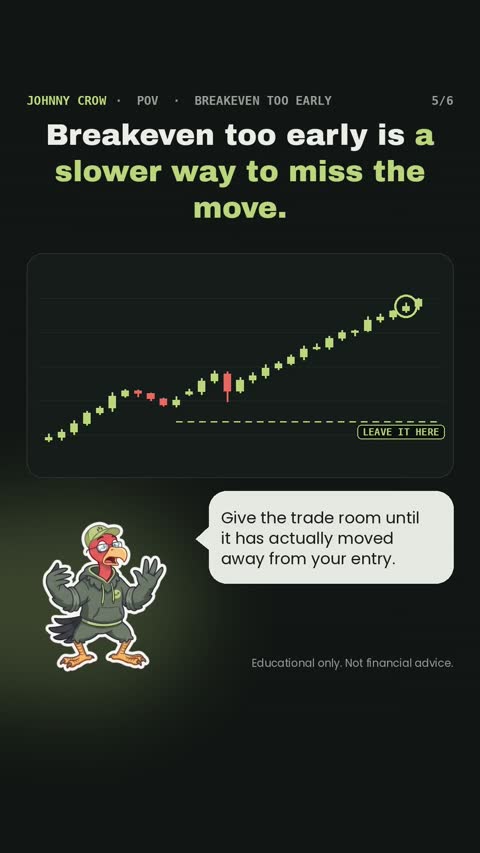 JOHNNY CROW · POV · BREAKEVEN TOO EARLY 5/6
Breakeven too early is a
slower way to miss the
move.
LEAVE IT HERE
Give the trade room until
it has actually moved
away from your entry.
Educational only. Not financial advice.